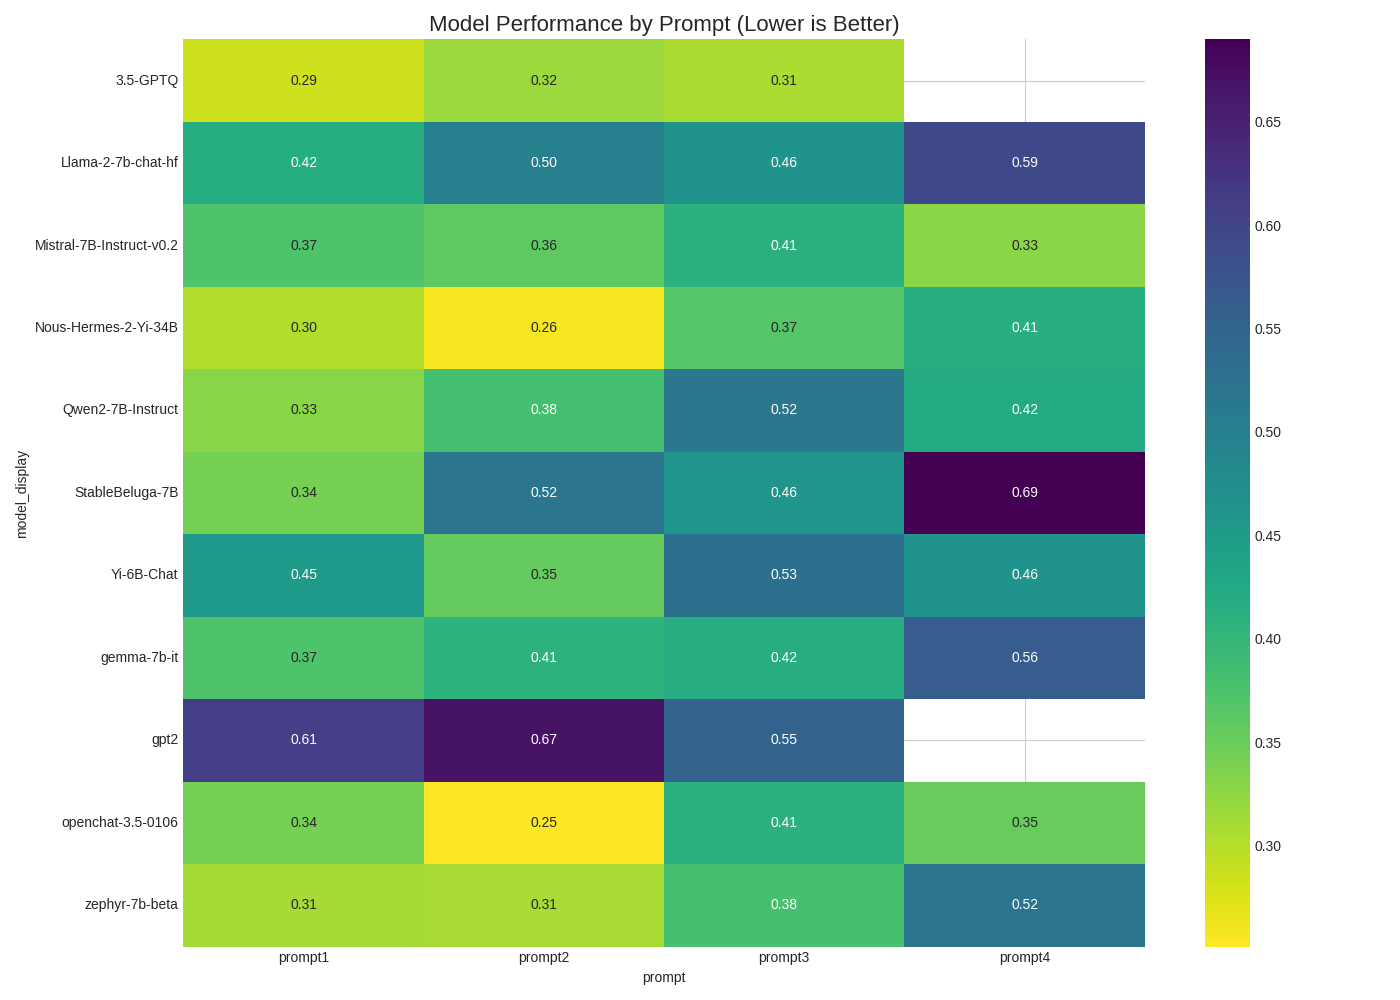 Model Performance by Prompt (Lower is Better)
3.5-GPTQ 0.29 0.32 0.31
Llama-2-7b-chat-hf 0.42 0.50 0.46 0.59
Mistral-7B-Instruct-v0.2 0.37 0.36 0.41 0.33
Nous-Hermes-2-Yi-34B 0.30 0.26 0.37 0.41
Qwen2-7B-Instruct 0.33 0.38 0.52 0.42
StableBeluga-7B 0.34 0.52 0.46 0.69
Yi-6B-Chat 0.45 0.35 0.53 0.46
gemma-7b-it 0.37 0.41 0.42 0.56
gpt2 0.61 0.67 0.55
openchat-3.5-0106 0.34 0.25 0.41 0.35
zephyr-7b-beta 0.31 0.31 0.38 0.52
prompt1 prompt2 prompt3 prompt4
prompt
model_display
0.65
0.60
0.55
0.50
0.45
0.40
0.35
0.30